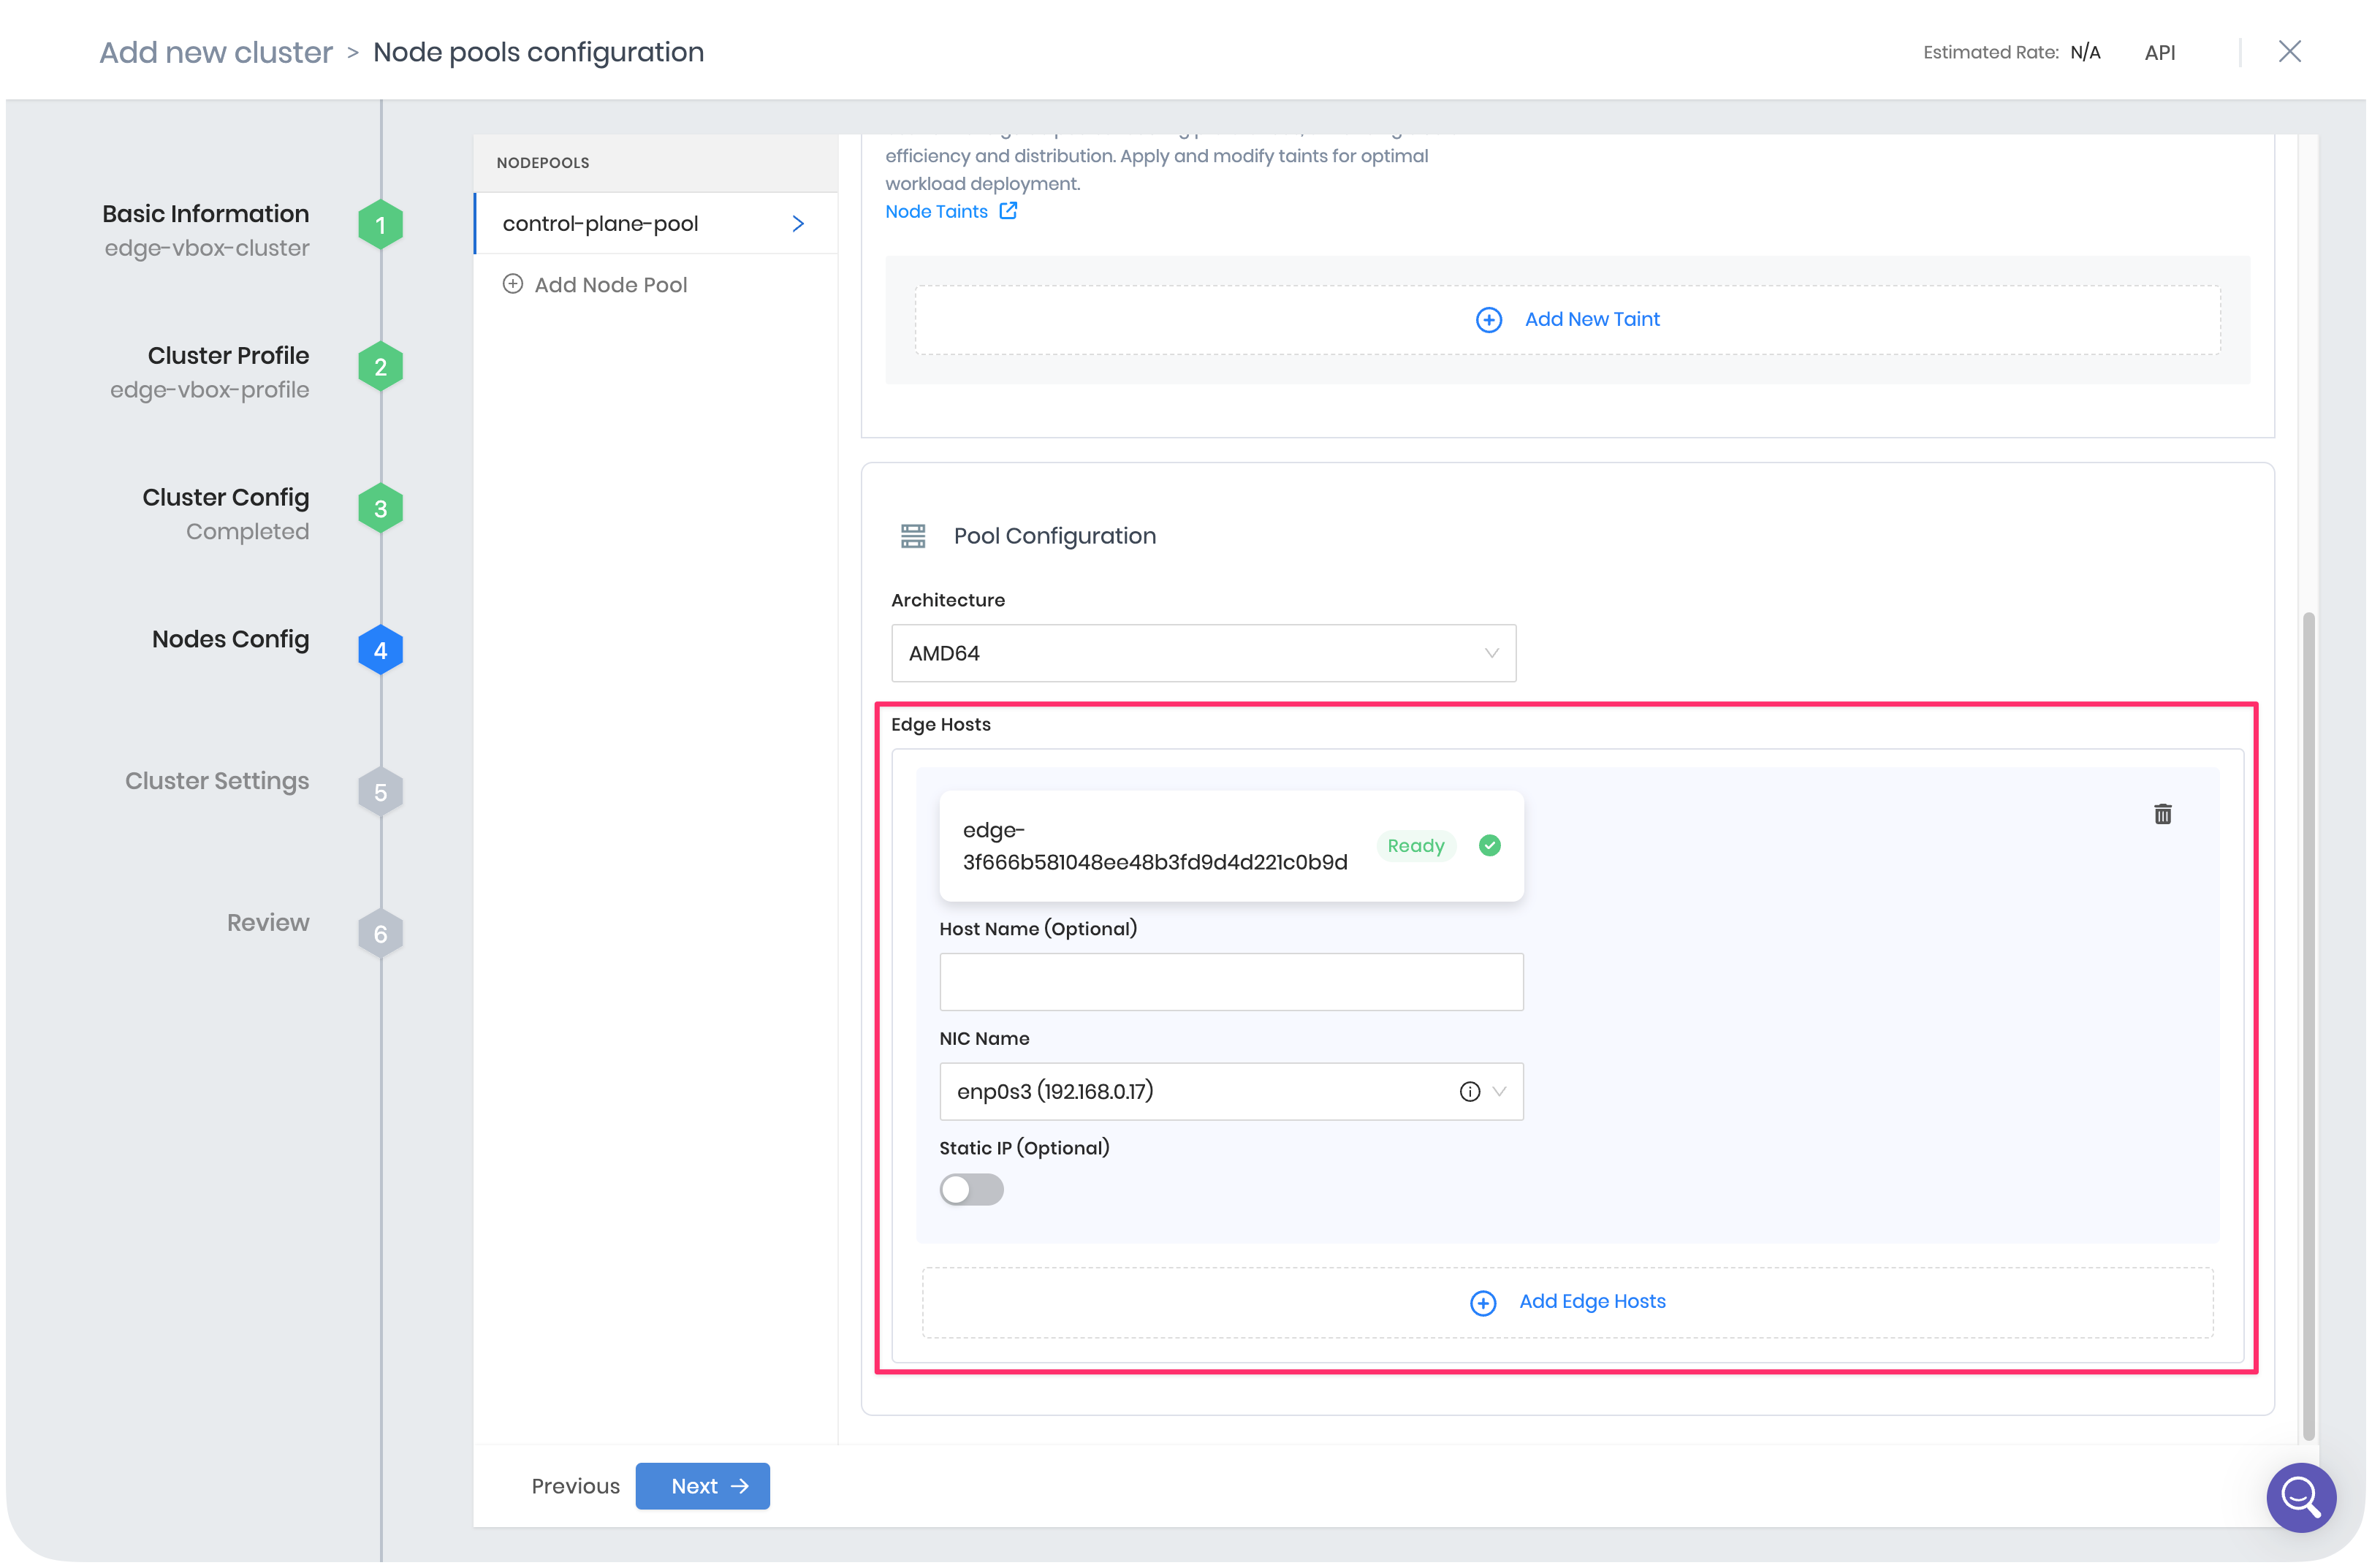 Add new cluster > Node pools configuration
Estimated Rate: N/A
API
Basic Information
edge-vbox-cluster
1
Cluster Profile
edge-vbox-profile
2
Cluster Config
Completed
3
Nodes Config
4
Cluster Settings
5
Review
6
NODEPOOLS
control-plane-pool
Add Node Pool
efficiency and distribution. Apply and modify taints for optimal
workload deployment.
Node Taints
Add New Taint
Pool Configuration
Architecture
AMD64
Edge Hosts
edge-
3f666b581048ee48b3fd9d4d221c0b9d
Ready
Host Name (Optional)
NIC Name
enp0s3 (192.168.0.17)
Static IP (Optional)
Add Edge Hosts
Previous
Next